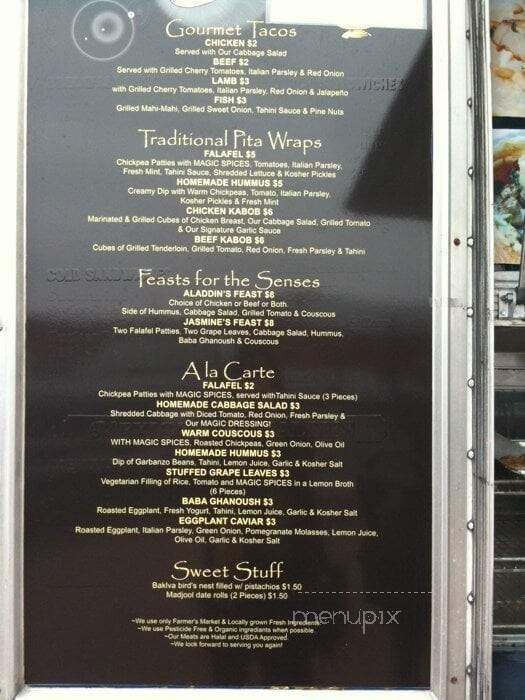 Gourmet Tacos
CHICKEN $2
Served with Our Cabbage Salad
BEEF $2
Served with Grilled Cherry Tomatoes, Italian Parsley & Red Onion
LAMB $3
with Grilled Cherry Tomatoes, Italian Parsley, Red Onion & Jalapeño
FISH $3
Grilled Mahi-Mahi, Grilled Sweet Onion, Tahini Sauce & Pine Nuts
Traditional Pita Wraps
FALAFEL $5
Chickpea Patties with MAGIC SPICES, Tomatoes, Italian Parsley,
Fresh Mint, Tahini Sauce, Shredded Lettuce & Kosher Pickles
HOMEMADE HUMMUS $5
Creamy Dip with Warm Chickpeas, Tomato, Italian Parsley,
Kosher Pickles & Fresh Mint
CHICKEN KABOB $6
Marinated & Grilled Cubes of Chicken Breast, Our Cabbage Salad, Grilled Tomato
& Our Signature Garlic Sauce
BEEF KABOB $6
Cubes of Grilled Tenderloin, Grilled Tomato, Red Onion, Fresh Parsley & Tahini
COLD
Feasts for the Senses
ALADDIN'S FEAST $8
Choice of Chicken or Beef or Both.
Side of Hummus, Cabbage Salad, Grilled Tomato & Couscous
JASMINE'S FEAST $8
Two Falafel Patties, Two Grape Leaves, Cabbage Salad, Hummus,
Baba Ghanoush & Couscous
A la Carte
FALAFEL $2
Chickpea Patties with MAGIC SPICES, served withTahini Sauce (3 Pieces)
HOMEMADE CABBAGE SALAD $3
Shredded Cabbage with Diced Tomato, Red Onion, Fresh Parsley &
Our MAGIC DRESSING!
WARM COUSCOUS $3
WITH MAGIC SPICES, Roasted Chickpeas, Green Onion, Olive Oil
HOMEMADE HUMMUS $3
Dip of Garbanzo Beans, Tahini, Lemon Juice, Garlic & Kosher Salt
STUFFED GRAPE LEAVES $3
Vegetarian Filling of Rice, Tomato and MAGIC SPICES in a Lemon Broth
(6 Pieces)
BABA GHANOUSH $3
Roasted Eggplant, Fresh Yogurt, Tahini, Lemon Juice, Garlic & Kosher Salt
EGGPLANT CAVIAR $3
Roasted Eggplant, Italian Parsley, Green Onion, Pomegranate Molasses, Lemon Juice,
Olive Oil, Garlic & Kosher Salt
Sweet Stuff
Baklva bird's nest filled w/ pistachios $1.50
Madjool date rolls (2 Pieces) $1.50
menupix
~We use only Farmer's Market & Locally grown Fresh Ingredients.
~We use Pesticide Free & Organic ingredients when possible.
~Our Meats are Halal and USDA Approved.
~We look forward to serving you again!